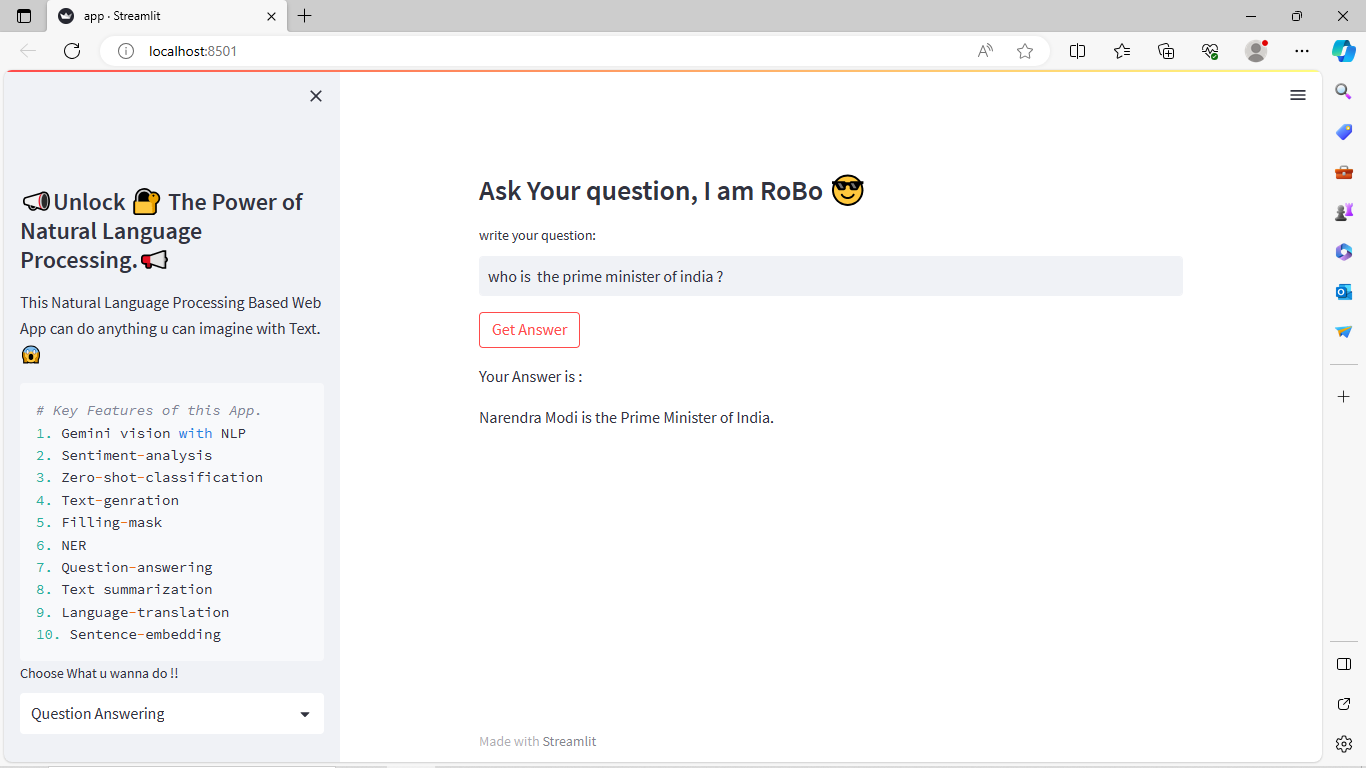 app · Streamlit
localhost:8501
📢Unlock 🔐 The Power of
Natural Language
Processing.📢
This Natural Language Processing Based Web
App can do anything u can imagine with Text.
😱
# Key Features of this App.
1. Gemini vision with NLP
2. Sentiment-analysis
3. Zero-shot-classification
4. Text-genration
5. Filling-mask
6. NER
7. Question-answering
8. Text summarization
9. Language-translation
10. Sentence-embedding
Choose What u wanna do !!
Question Answering
Ask Your question, I am RoBo 😎
write your question:
who is  the prime minister of india ?
Get Answer
Your Answer is :
Narendra Modi is the Prime Minister of India.
Made with Streamlit